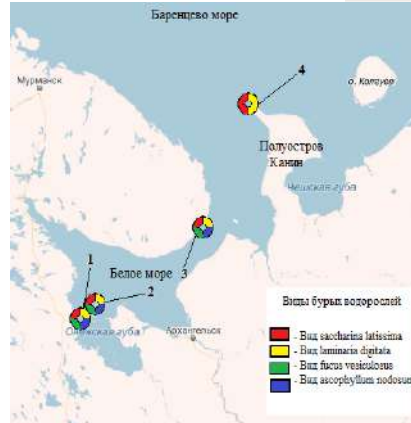 Баренцево море
Мурманск
4
о. Колгуев
Полуостров
Канин
Чешская губа
1
Белое море
3
2
Онежская губа
Архангельск
Виды бурых водорослей
- Вид saccharina latissima
- Вид laminacia digitata
- Вид fucus vesiculosus
- Вид ascophyllum nodosum